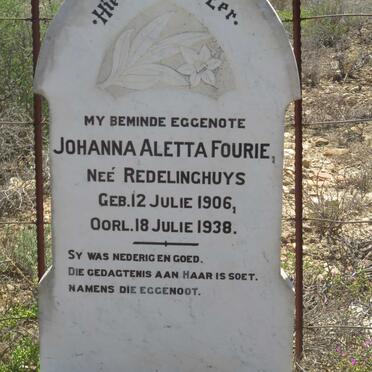 MY BEMINDE EGGENOTE
JOHANNA ALETTA FOURIE,
NEÉ REDELINGHUYS
GEB. 12 JULIE 1906,
OORL. 18 JULIE 1938.
SY WAS NEDERIG EN GOED.
DIE GEDAGTENIS AAN HAAR IS SOET.
NAMENS DIE EGGENOOT.